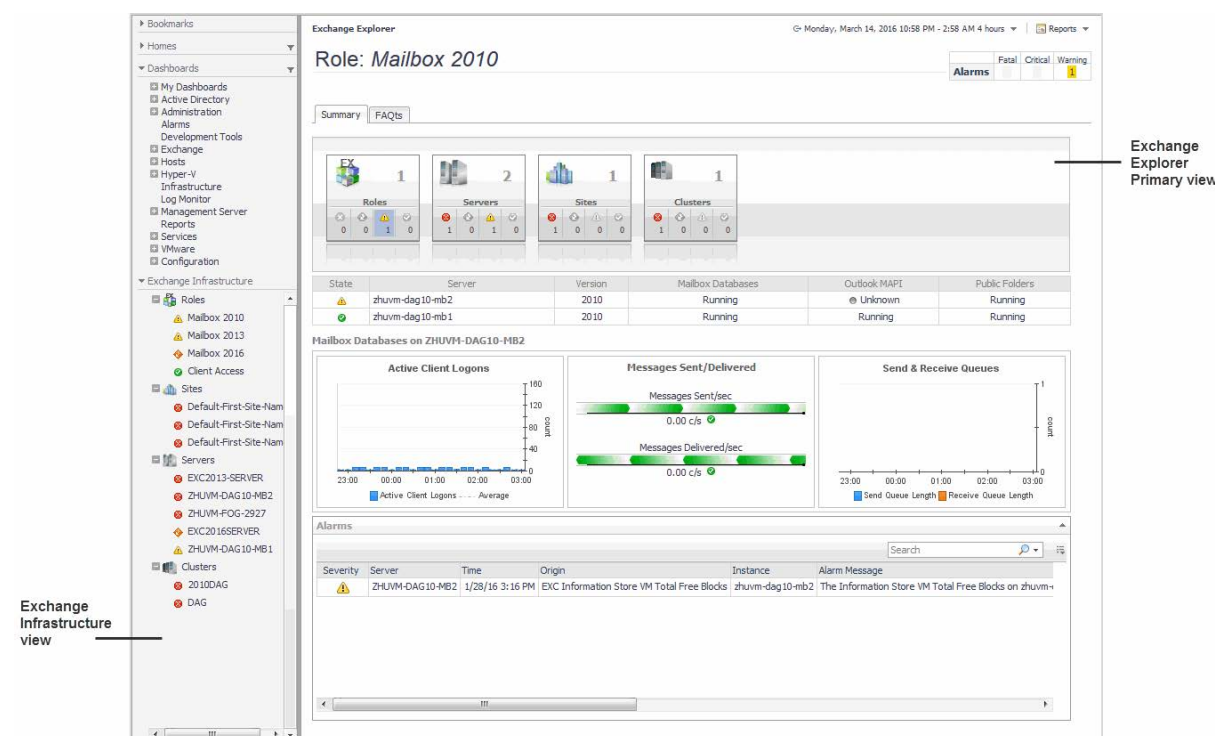 Bookmarks
Homes
Dashboards
My Dashboards
Active Directory
Administration
Alarms
Development Tools
Exchange
Hosts
Hyper-V
Infrastructure
Log Monitor
Management Server
Reports
Services
VMware
Configuration
Exchange Infrastructure
Roles
Mailbox 2010
Mailbox 2013
Mailbox 2016
Client Access
Sites
Default-First-Site-Nam
Default-First-Site-Nam
Default-First-Site-Nam
Servers
EXC2013-SERVER
ZHUVM-DAG10-MB2
ZHUVM-FOG-2927
EXC2016SERVER
ZHUVM-DAG10-MB1
Clusters
2010DAG
DAG
Exchange
Infrastructure
view
Exchange Explorer
Monday, March 14, 2016 10:58 PM - 2:58 AM 4 hours Reports
Role: Mailbox 2010
Fatal Critical Warning
Alarms 1
Summary FAQts
EX
1 2 1 1
Roles Servers Sites Clusters
0 0 1 0 1 0 1 0 1 0 0 0 1 0 0 0
State Server Version Mailbox Databases Outlook MAPI Public Folders
zhuvm-dag10-mb2 2010 Running Unknown Running
zhuvm-dag10-mb1 2010 Running Running Running
Mailbox Databases on ZHUVM-DAG10-MB2
Active Client Logons
160
120
80
40
0
count
23:00 00:00 01:00 02:00 03:00
Active Client Logons Average
Messages Sent/Delivered
Messages Sent/sec
0.00 c/s
Messages Delivered/sec
0.00 c/s
Send & Receive Queues
1
0
count
23:00 00:00 01:00 02:00 03:00
Send Queue Length Receive Queue Length
Alarms
Search
Severity Server Time Origin Instance Alarm Message
ZHUVM-DAG10-MB2 1/28/16 3:16 PM EXC Information Store VM Total Free Blocks zhuvm-dag10-mb2 The Information Store VM Total Free Blocks on zhuvm-
Exchange
Explorer
Primary view